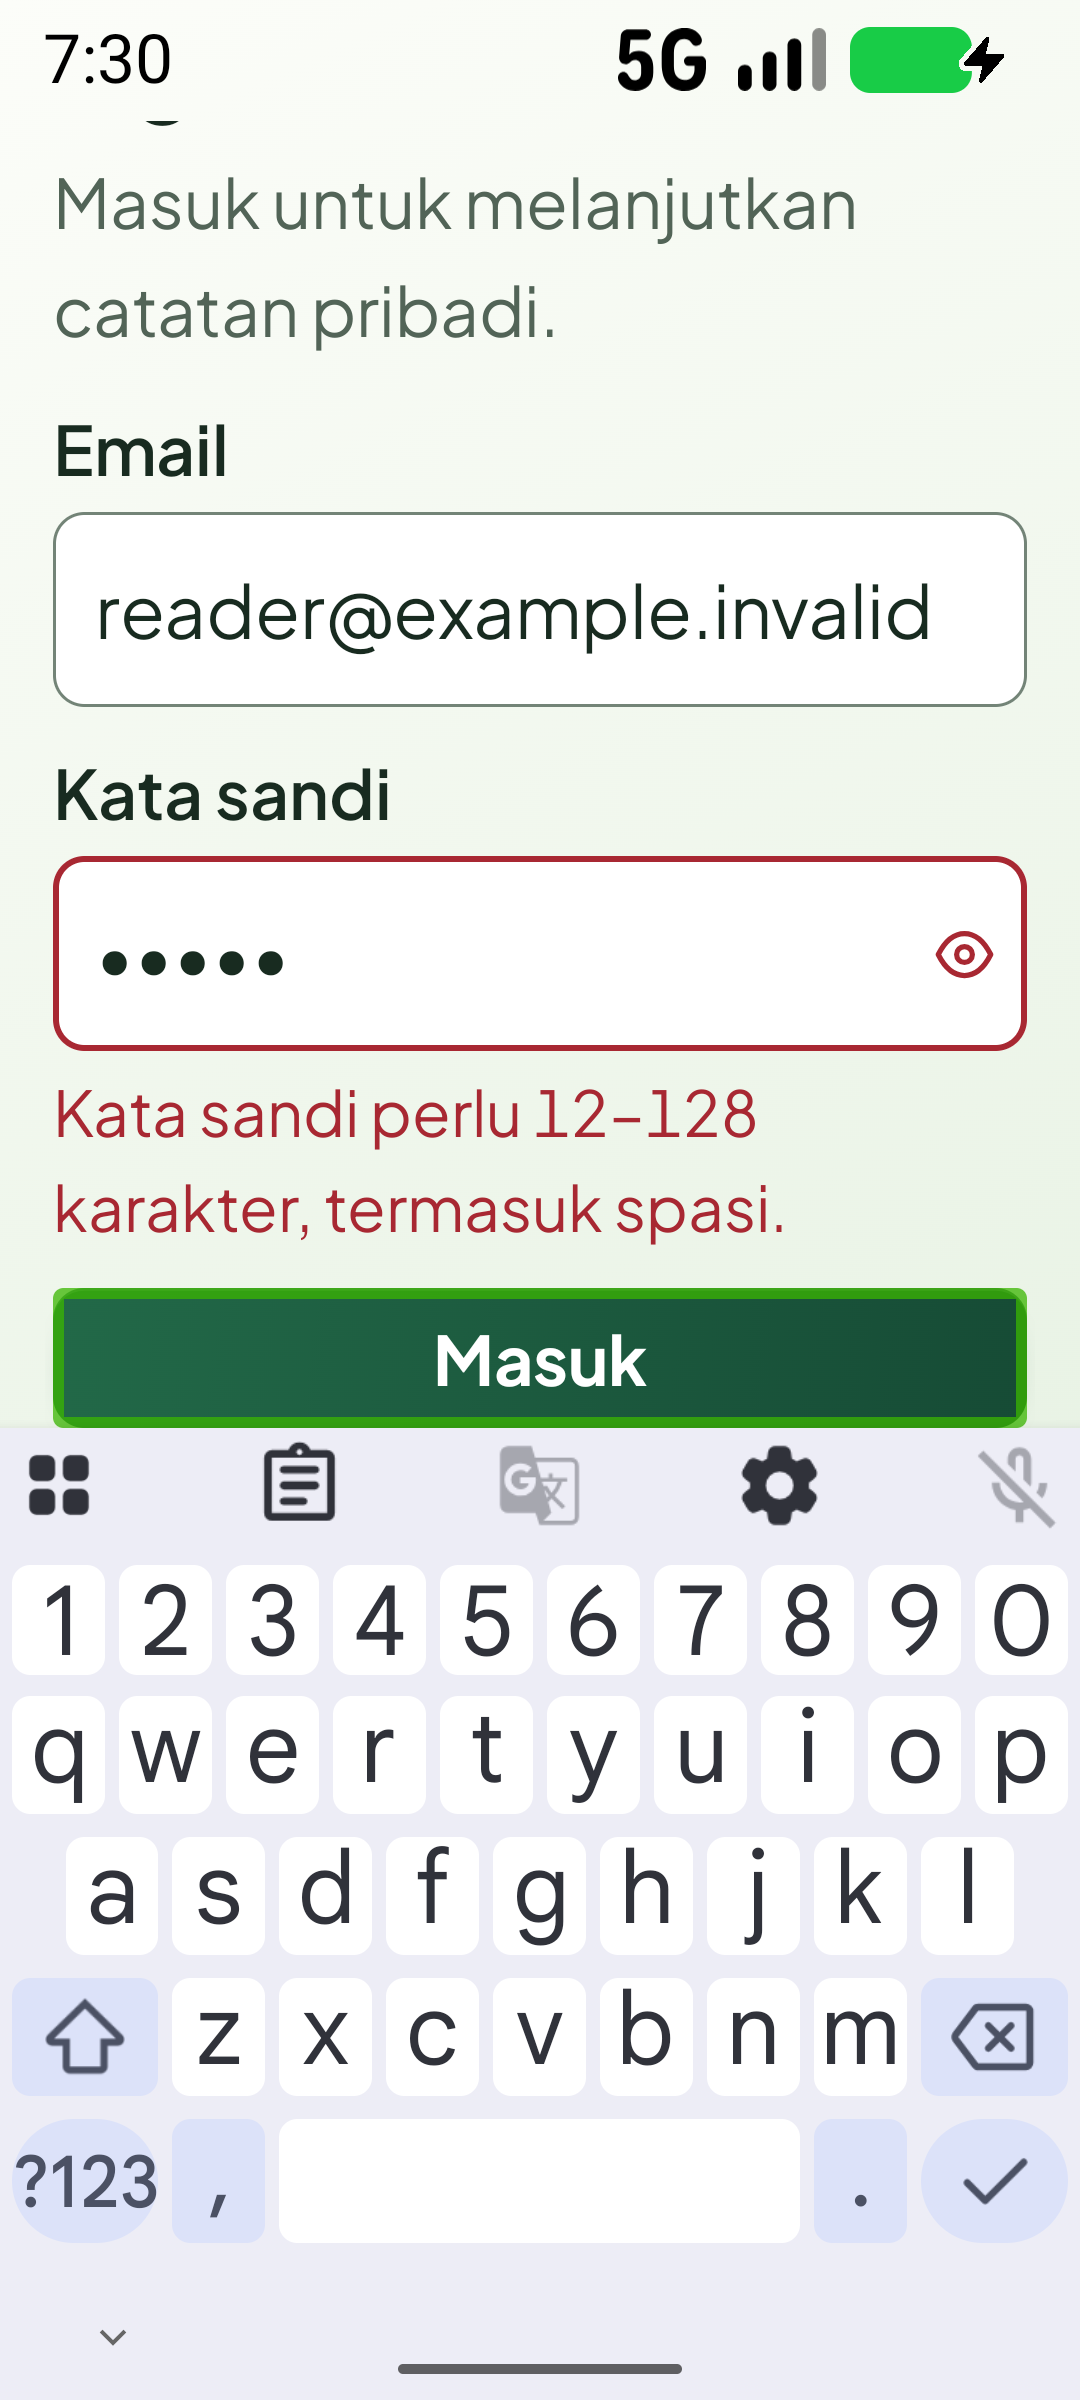 7:30 5G
Masuk untuk melanjutkan
catatan pribadi.
Email
reader@example.invalid
Kata sandi
•••••
Kata sandi perlu 12–128
karakter, termasuk spasi.
Masuk
1 2 3 4 5 6 7 8 9 0
q w e r t y u i o p
a s d f g h j k l
z x c v b n m
?123 , .